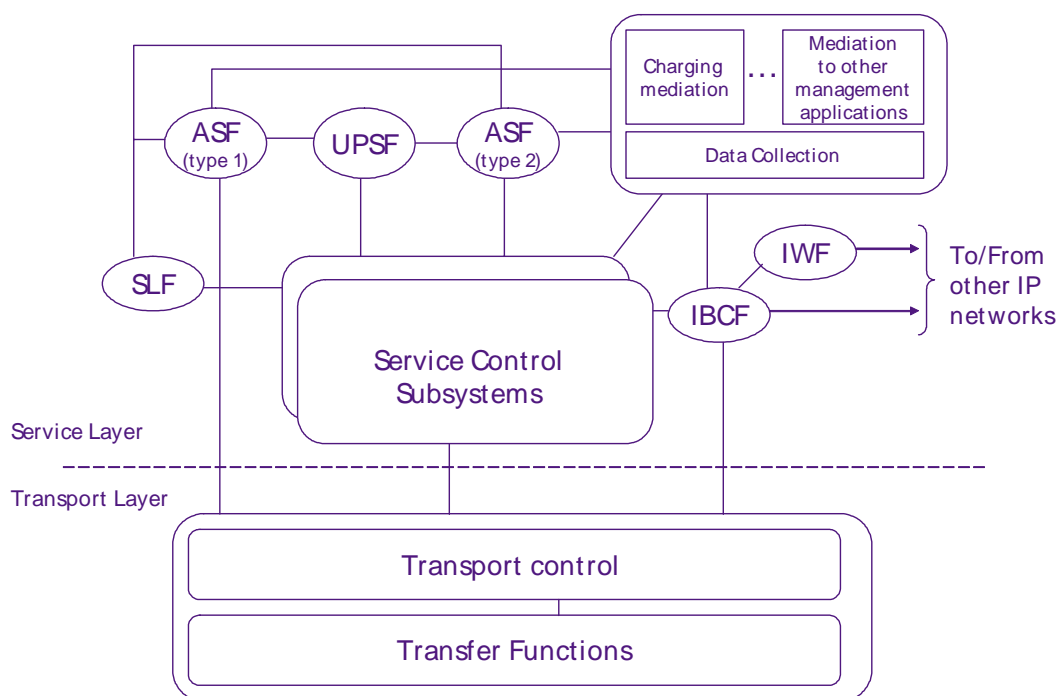 Charging
mediation
...
Mediation
to other
management
applications
Data Collection
ASF
(type 1)
UPSF
ASF
(type 2)
SLF
IWF
IBCF
To/From
other IP
networks
Service Control
Subsystems
Service Layer
Transport Layer
Transport control
Transfer Functions